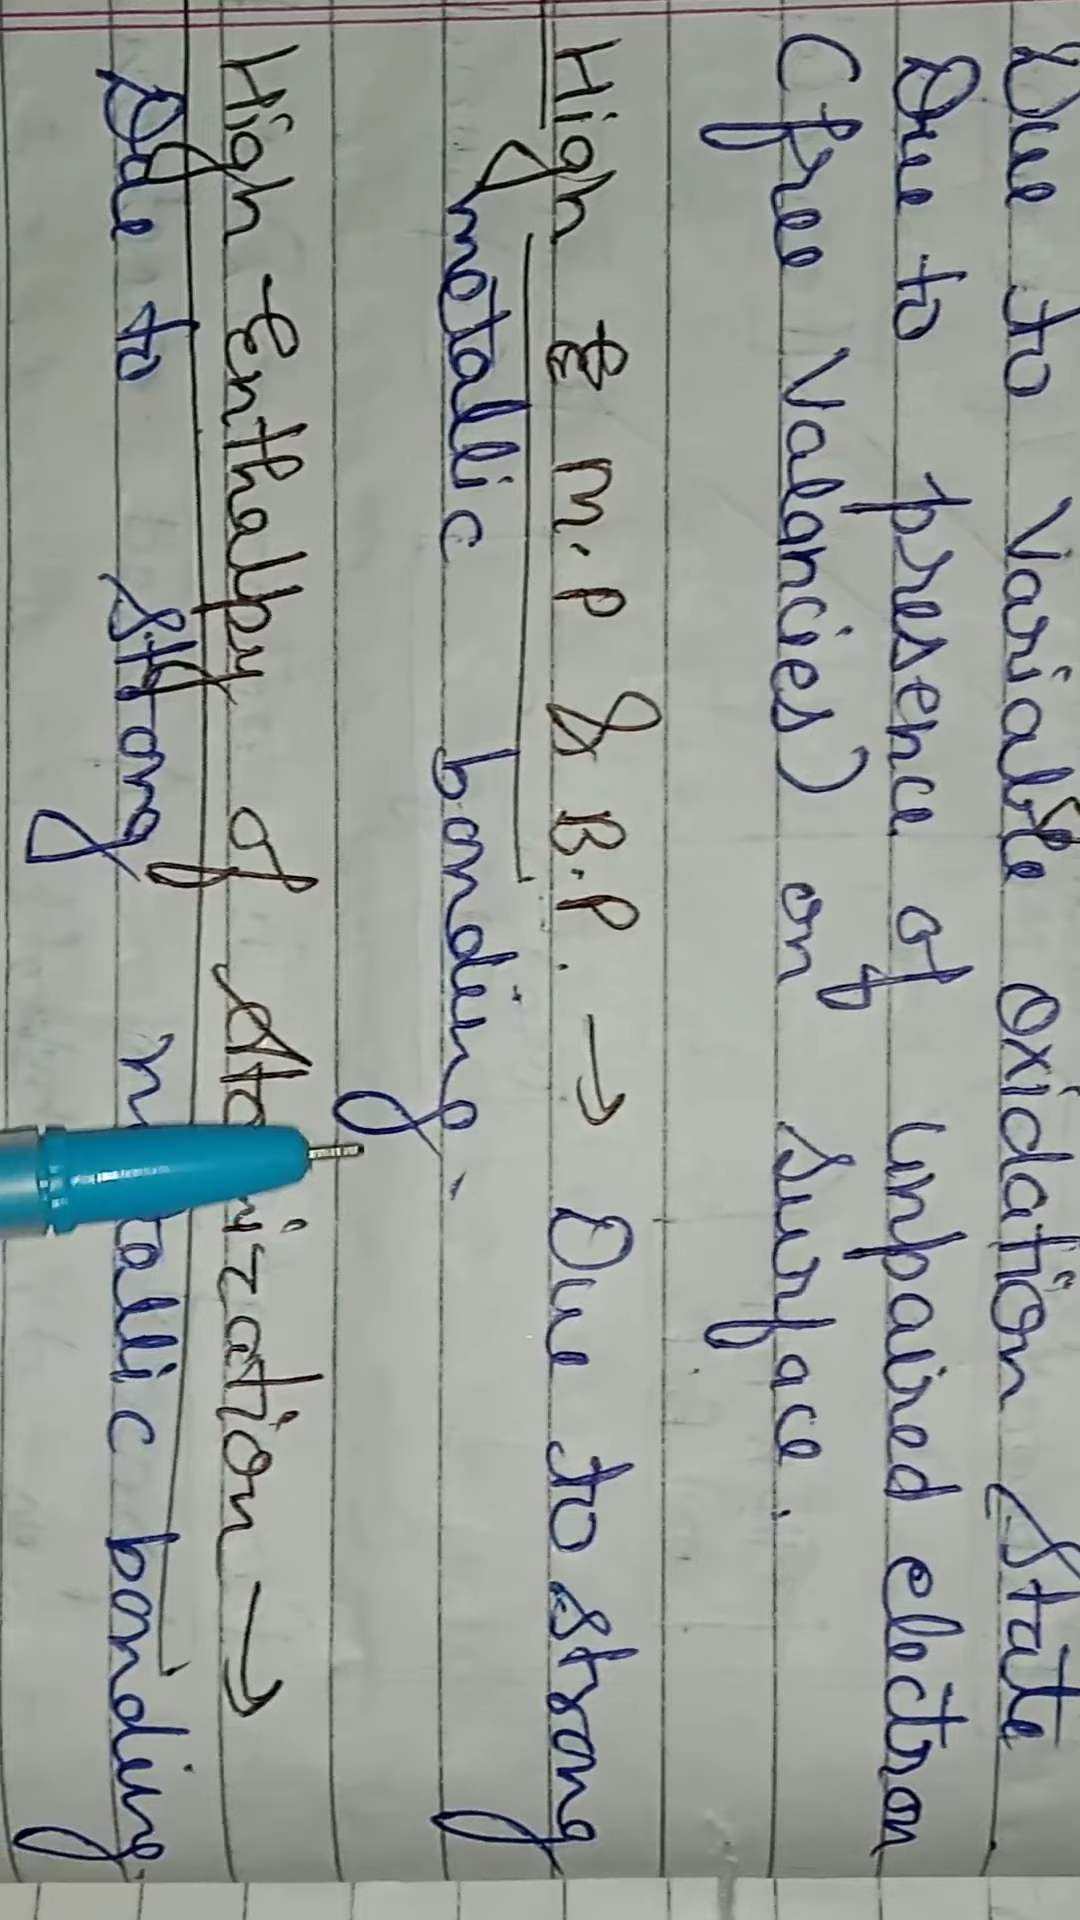 Due to Variable oxidation State
Due to presence of unpaired electron
(free Valancies) on surface.
High & M.P & B.P. → Due to strong
metallic bonding.
High Enthalpy of Atomization →
Due to strong metallic bonding.